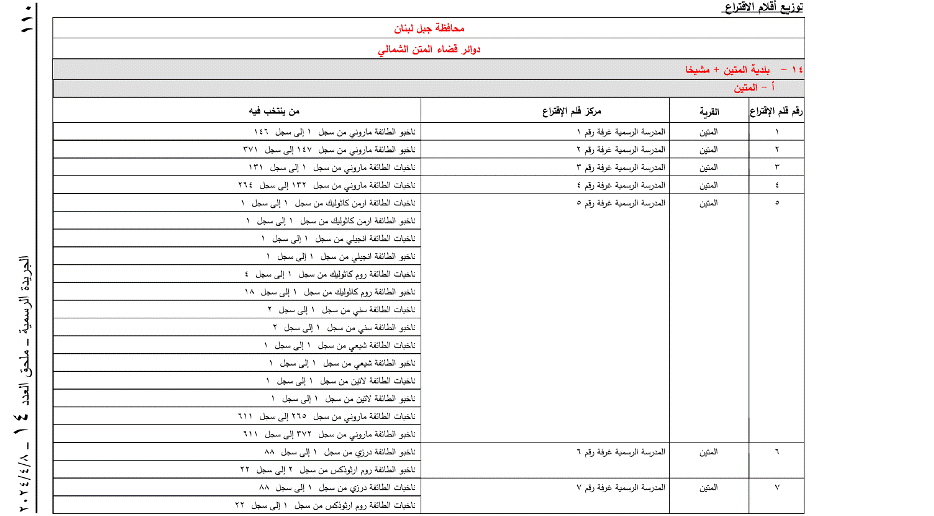 توزيع أقلام الاقتراع
١١٠
محافظة جبل لبنان
دوائر قضاء المتن الشمالي
١٤ - بلدية المتين + مشيخا
أ - المتين
رقم قلم الإقتراع القرية مركز قلم الإقتراع من ينتخب فيه
١ المتين المدرسة الرسمية غرفة رقم ١ ناخبو الطائفة ماروني من سجل ١ إلى سجل ١٤٦
٢ المتين المدرسة الرسمية غرفة رقم ٢ ناخبو الطائفة ماروني من سجل ١٤٧ إلى سجل ٣٧١
٣ المتين المدرسة الرسمية غرفة رقم ٣ ناخبات الطائفة ماروني من سجل ١ إلى سجل ١٣١
٤ المتين المدرسة الرسمية غرفة رقم ٤ ناخبات الطائفة ماروني من سجل ١٣٢ إلى سجل ٢٦٤
٥ المتين المدرسة الرسمية غرفة رقم ٥ ناخبات الطائفة ارمن كاثوليك من سجل ١ إلى سجل ١
ناخبو الطائفة ارمن كاثوليك من سجل ١ إلى سجل ١
ناخبات الطائفة انجيلي من سجل ١ إلى سجل ١
ناخبو الطائفة انجيلي من سجل ١ إلى سجل ١
ناخبات الطائفة روم كاثوليك من سجل ١ إلى سجل ٤
ناخبو الطائفة روم كاثوليك من سجل ١ إلى سجل ١٨
ناخبات الطائفة سني من سجل ١ إلى سجل ٢
ناخبو الطائفة سني من سجل ١ إلى سجل ٢
ناخبات الطائفة شيعي من سجل ١ إلى سجل ١
ناخبو الطائفة شيعي من سجل ١ إلى سجل ١
ناخبات الطائفة لاتين من سجل ١ إلى سجل ١
ناخبو الطائفة لاتين من سجل ١ إلى سجل ١
ناخبات الطائفة ماروني من سجل ٢٦٥ إلى سجل ٦١١
ناخبو الطائفة ماروني من سجل ٣٧٢ إلى سجل ٦١١
٦ المتين المدرسة الرسمية غرفة رقم ٦ ناخبو الطائفة درزي من سجل ١ إلى سجل ٨٨
ناخبو الطائفة روم ارثوذكس من سجل ٢ إلى سجل ٢٢
٧ المتين المدرسة الرسمية غرفة رقم ٧ ناخبات الطائفة درزي من سجل ١ إلى سجل ٨٨
ناخبات الطائفة روم ارثوذكس من سجل ١ إلى سجل ٢٢
الجريدة الرسمية - ملحق العدد ١٤ - ٢٠٢٤/٤/٨